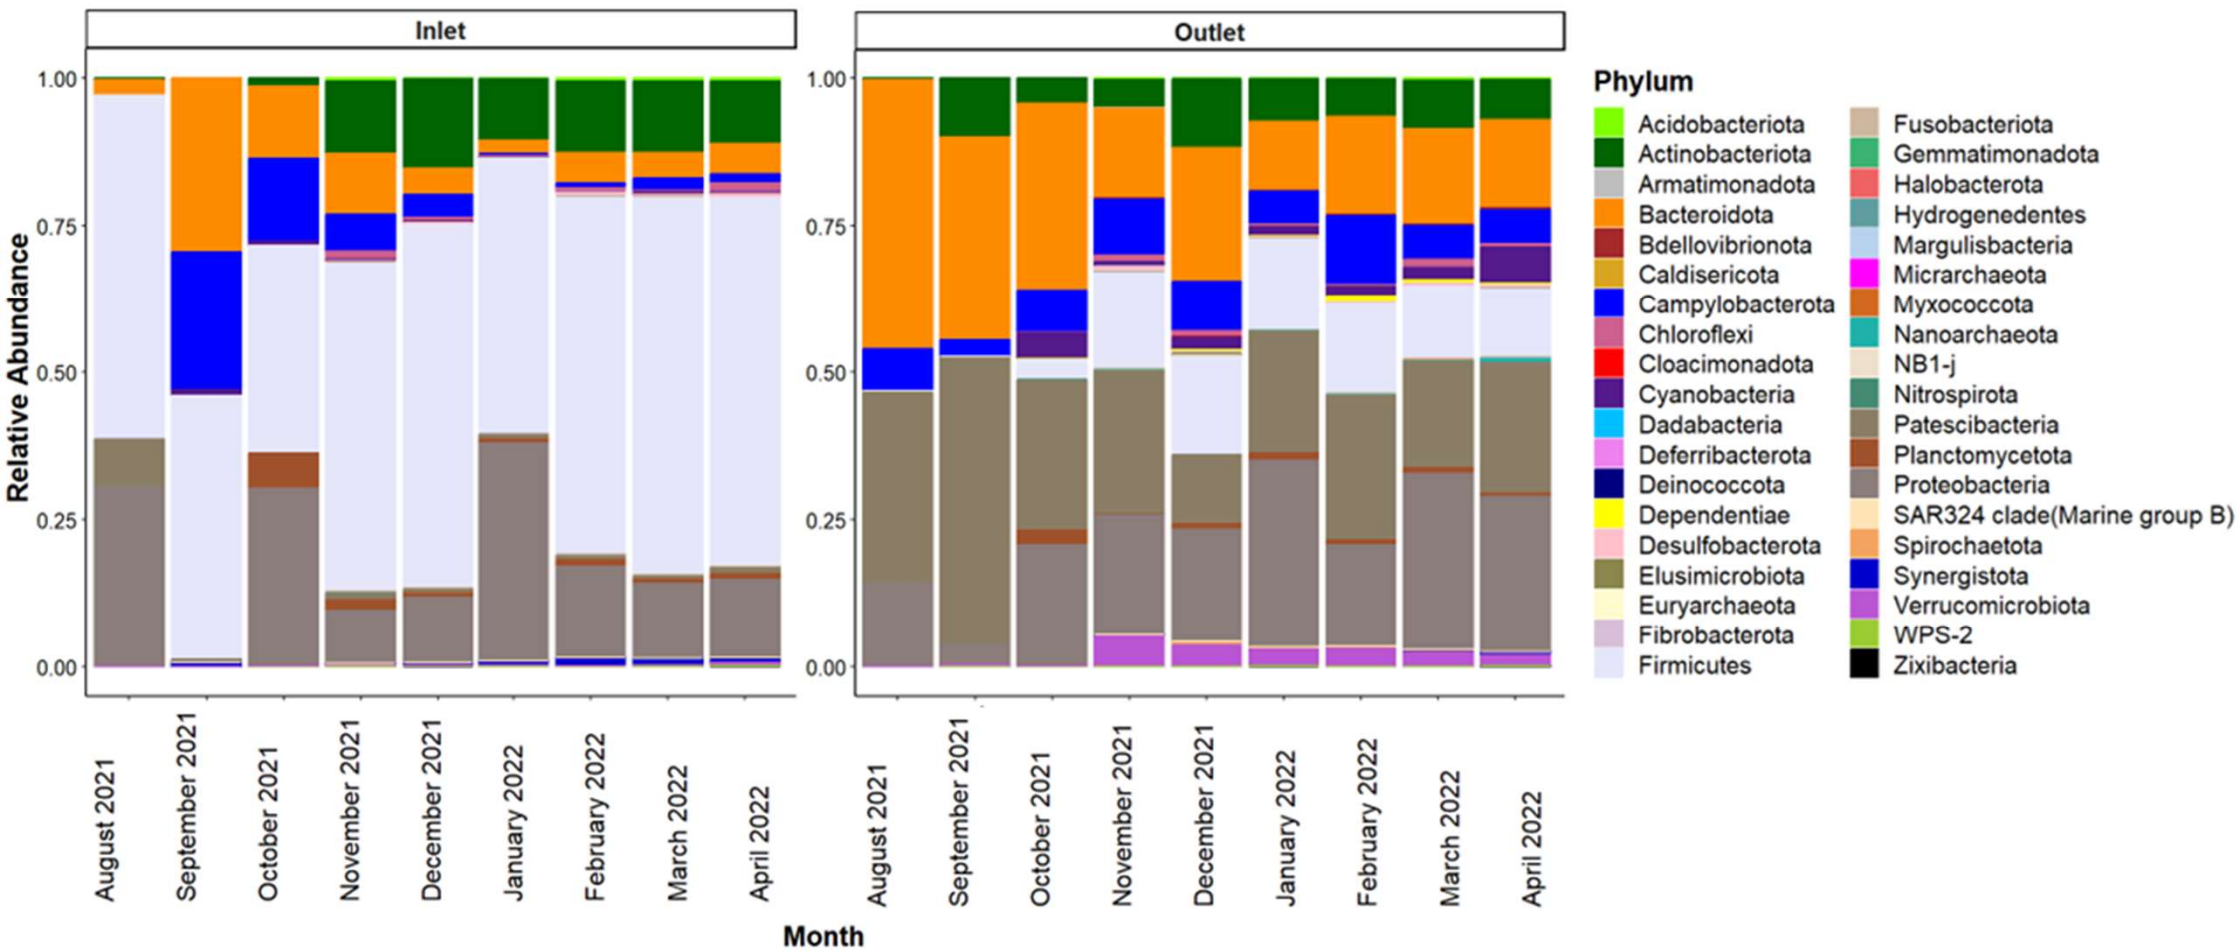 Inlet
Outlet
Relative Abundance
1.00
0.75
0.50
0.25
0.00
August 2021
September 2021
October 2021
November 2021
December 2021
January 2022
February 2022
March 2022
April 2022
1.00
0.75
0.50
0.25
0.00
August 2021
September 2021
October 2021
November 2021
December 2021
January 2022
February 2022
March 2022
April 2022
Month
Phylum
Acidobacteriota
Actinobacteriota
Armatimonadota
Bacteroidota
Bdellovibrionota
Caldisericota
Campylobacterota
Chloroflexi
Cloacimonadota
Cyanobacteria
Dadabacteria
Deferribacterota
Deinococcota
Dependentiae
Desulfobacterota
Elusimicrobiota
Euryarchaeota
Fibrobacterota
Firmicutes
Fusobacteriota
Gemmatimonadota
Halobacterota
Hydrogenedentes
Margulisbacteria
Micrarchaeota
Myxococcota
Nanoarchaeota
NB1-j
Nitrospirota
Patescibacteria
Planctomycetota
Proteobacteria
SAR324 clade(Marine group B)
Spirochaetota
Synergistota
Verrucomicrobiota
WPS-2
Zixibacteria